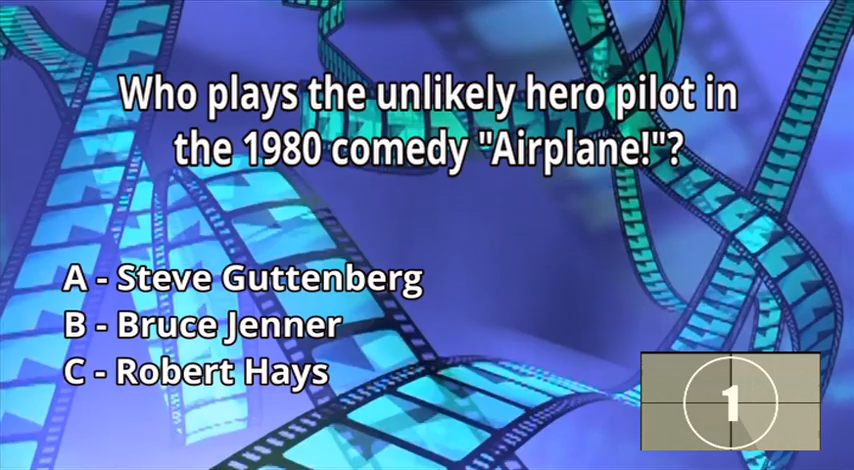 Who plays the unlikely hero pilot in
the 1980 comedy "Airplane!"?
A - Steve Guttenberg
B - Bruce Jenner
C - Robert Hays
1